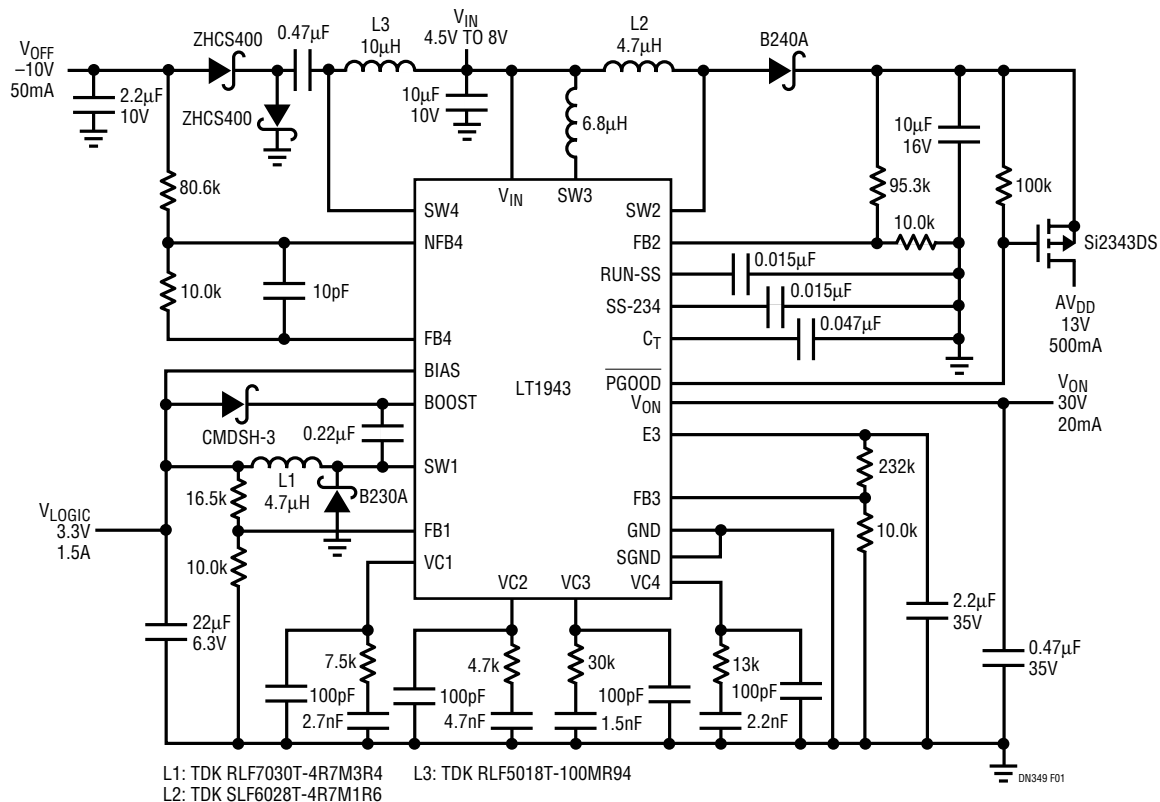 V_OFF
–10V
50mA
ZHCS400
0.47µF
L3
10µH
V_IN
4.5V TO 8V
L2
4.7µH
B240A
2.2µF
10V
ZHCS400
10µF
10V
6.8µH
10µF
16V
80.6k
95.3k
100k
SW4
V_IN
SW3
SW2
NFB4
FB2
10.0k
Si2343DS
10.0k
10pF
RUN-SS
0.015µF
SS-234
0.015µF
AV_DD
13V
500mA
FB4
C_T
0.047µF
BIAS
LT1943
PGOOD
BOOST
V_ON
V_ON
30V
20mA
CMDSH-3
0.22µF
E3
232k
SW1
16.5k
L1
4.7µH
B230A
FB3
V_LOGIC
3.3V
1.5A
FB1
GND
10.0k
10.0k
SGND
VC1
VC2
VC3
VC4
22µF
6.3V
2.2µF
35V
0.47µF
35V
7.5k
4.7k
30k
13k
100pF
100pF
100pF
100pF
2.7nF
4.7nF
1.5nF
2.2nF
L1: TDK RLF7030T-4R7M3R4
L3: TDK RLF5018T-100MR94
L2: TDK SLF6028T-4R7M1R6
DN349 F01